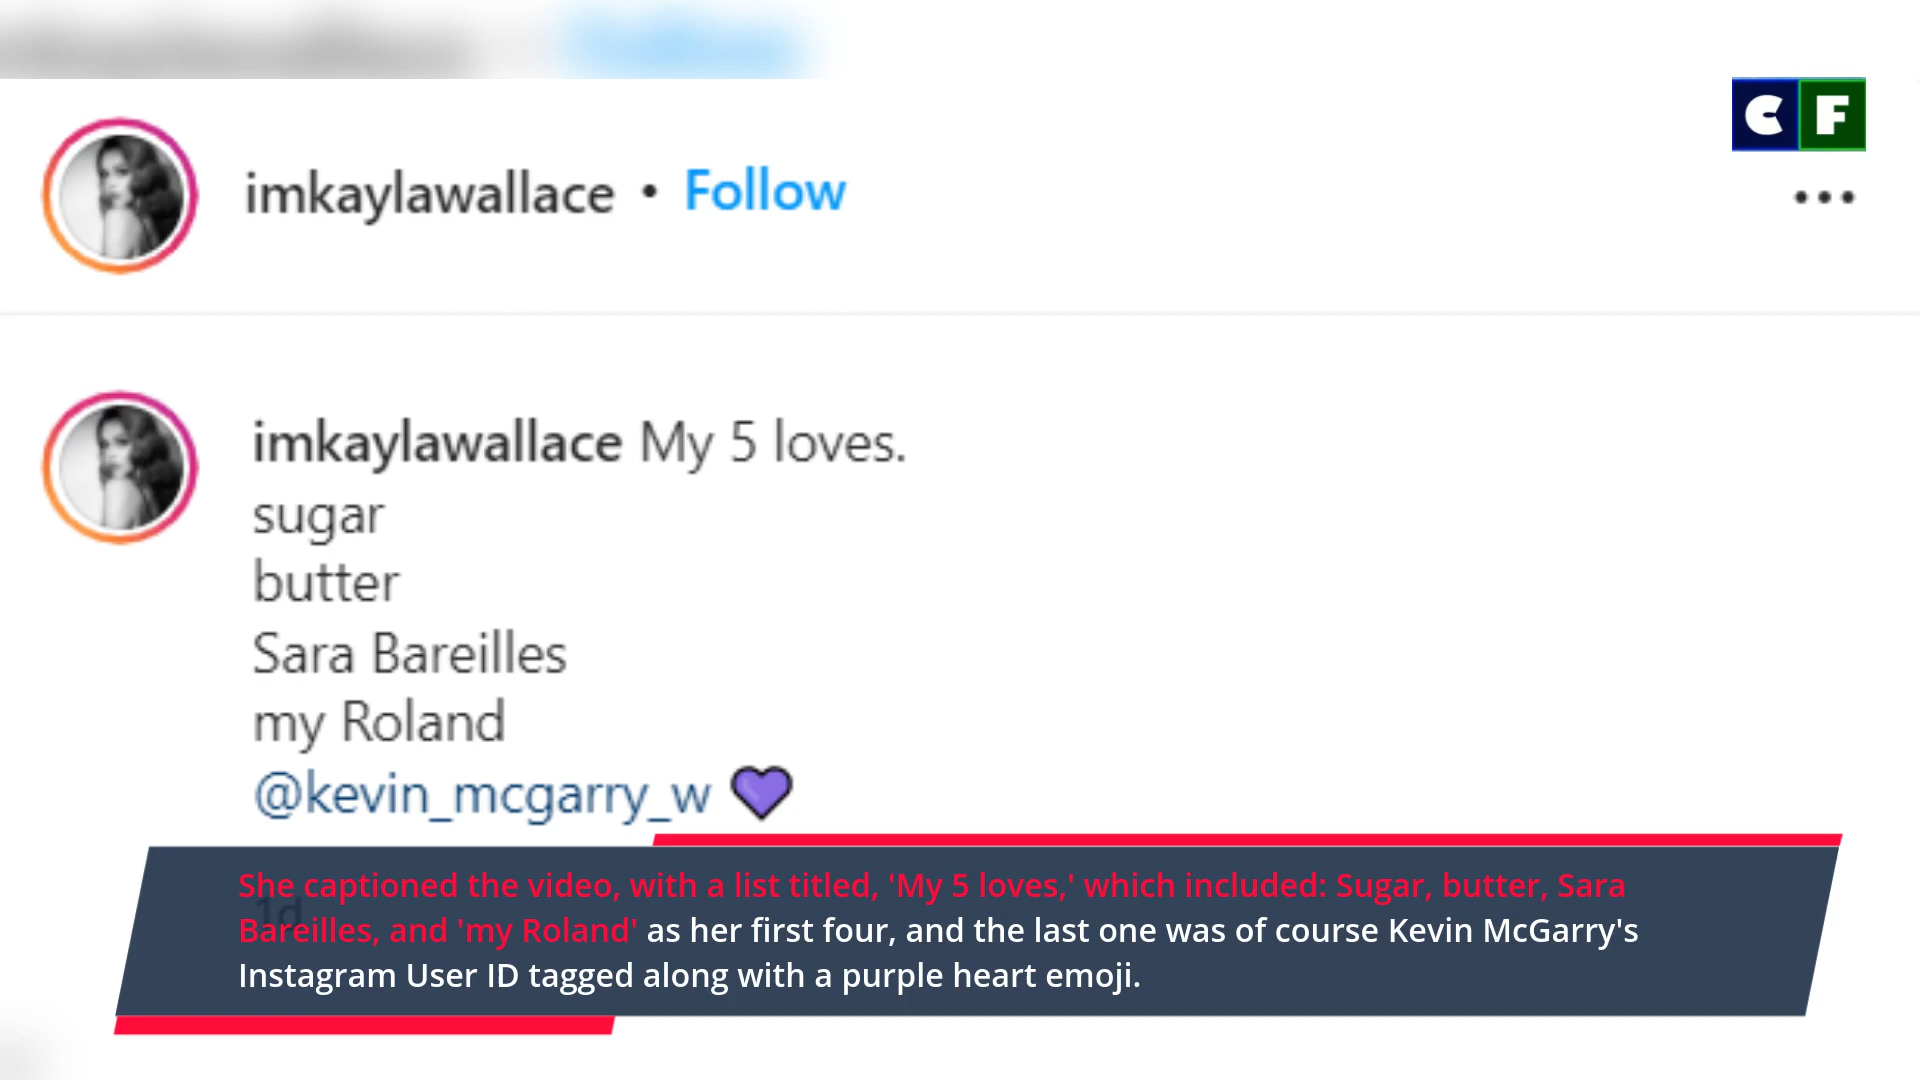 CF
imkaylawallace • Follow
imkaylawallace My 5 loves.
sugar
butter
Sara Bareilles
my Roland
@kevin_mcgarry_w 💜
1d
She captioned the video, with a list titled, 'My 5 loves,' which included: Sugar, butter, Sara
Bareilles, and 'my Roland' as her first four, and the last one was of course Kevin McGarry's
Instagram User ID tagged along with a purple heart emoji.